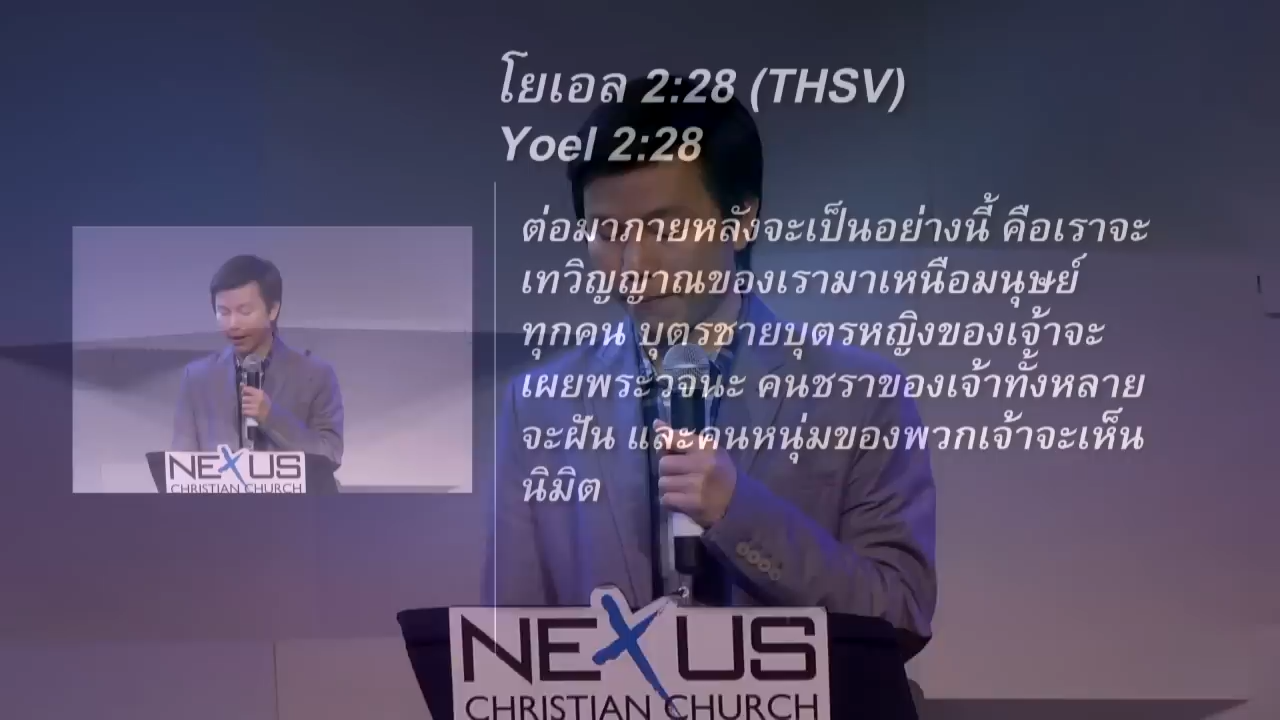 โยเอล 2:28 (THSV)
Yoel 2:28
ต่อมาภายหลังจะเป็นอย่างนี้ คือเราจะ
เทวิญญาณของเรามาเหนือมนุษย์
ทุกคน บุตรชายบุตรหญิงของเจ้าจะ
เผยพระวจนะ คนชราของเจ้าทั้งหลาย
จะฝัน และคนหนุ่มของพวกเจ้าจะเห็น
นิมิต
NEXUS
CHRISTIAN CHURCH
NEXUS
CHRISTIAN CHURCH